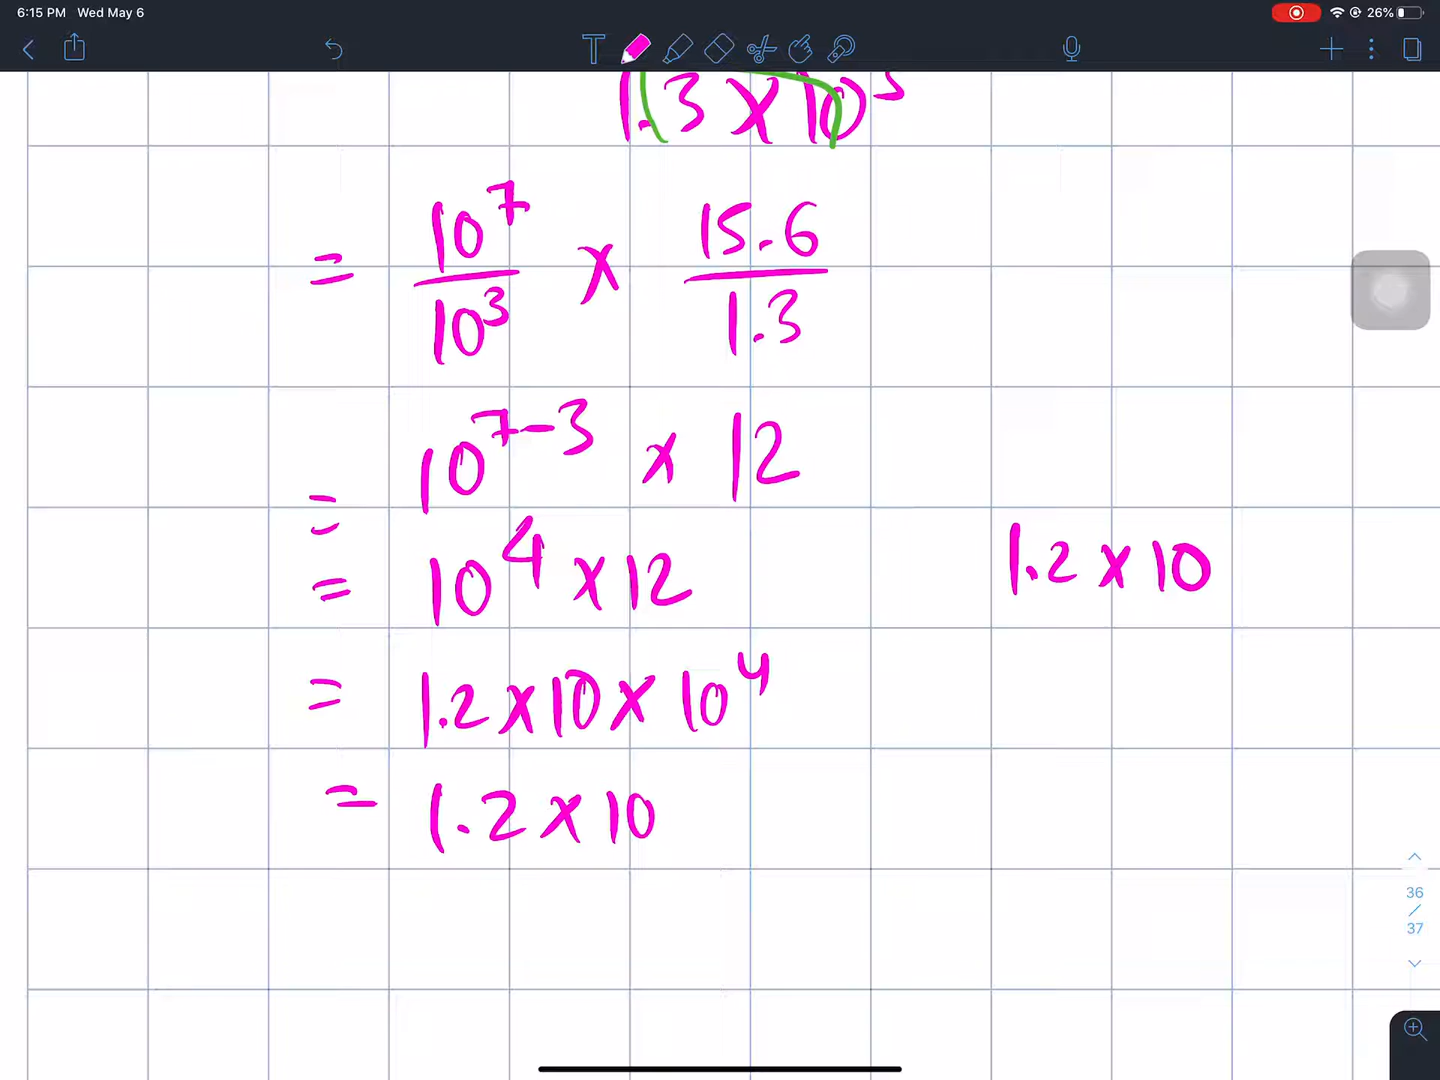 6:15 PM Wed May 6
26%
1.3 x 10³
= 10⁷/10³ x 15.6/1.3
= 10⁷⁻³ x 12
= 10⁴ x 12
1.2 x 10
= 1.2 x 10 x 10⁴
= 1.2 x 10
36
/
37